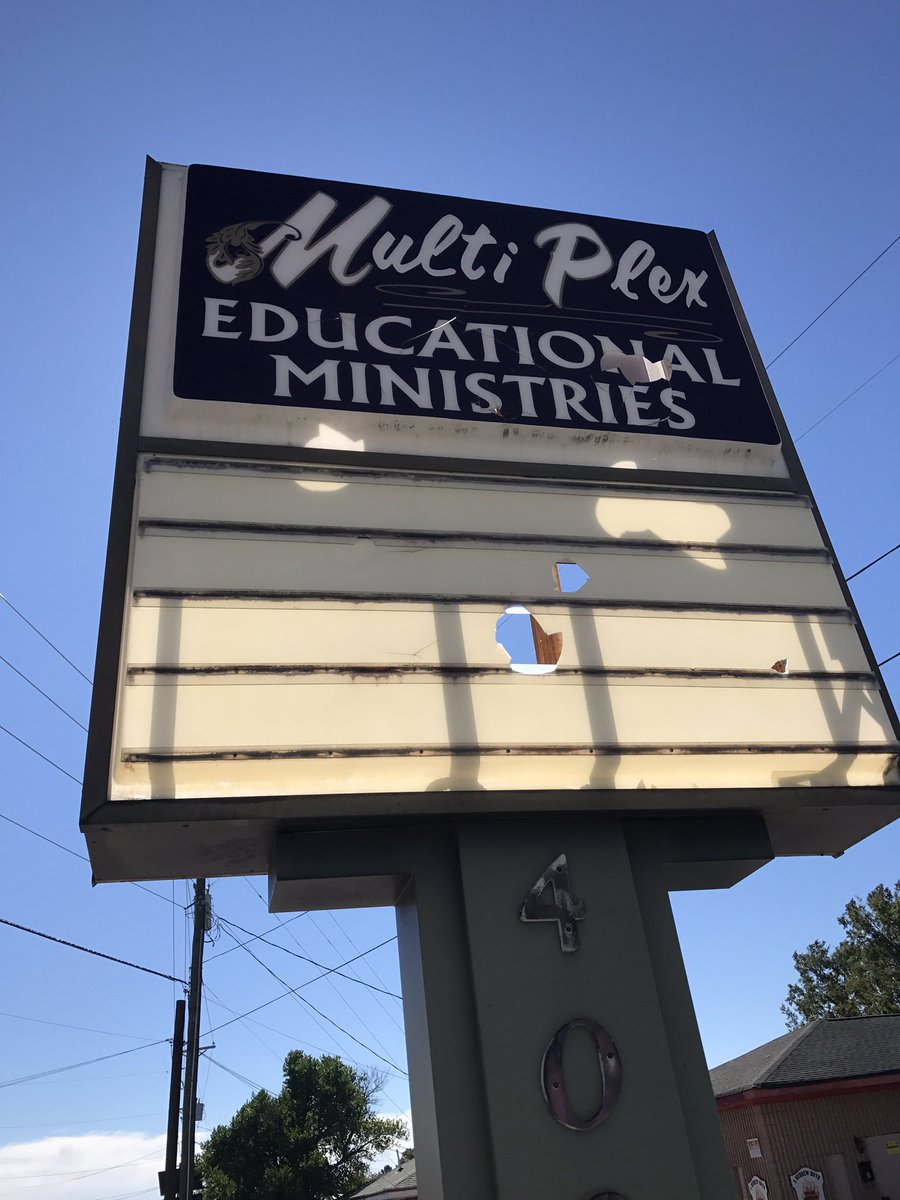 Multi Plex
EDUCATIONAL
MINISTRIES
4
0